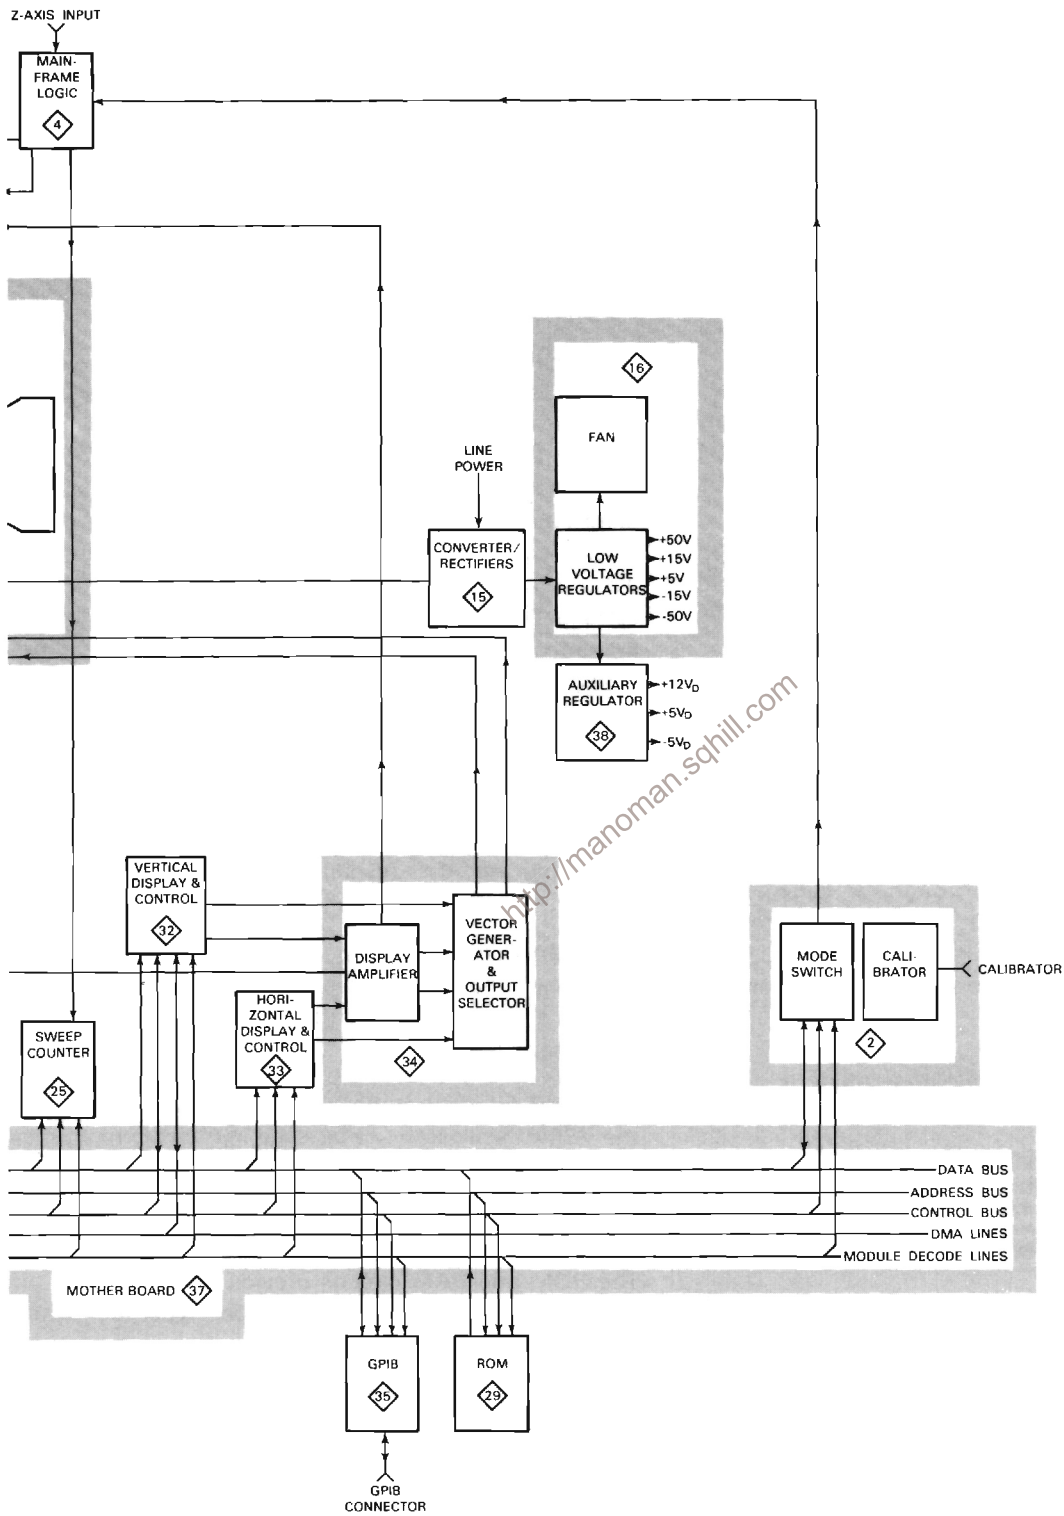 Z-AXIS INPUT
MAIN-
FRAME
LOGIC
4
16
FAN
LINE
POWER
CONVERTER/
RECTIFIERS
15
LOW
VOLTAGE
REGULATORS
+50V
+15V
+5V
-15V
-50V
AUXILIARY
REGULATOR
38
+12VD
+5VD
-5VD
http://manoman.sqhill.com
VERTICAL
DISPLAY &
CONTROL
32
DISPLAY
AMPLIFIER
VECTOR
GENER-
ATOR
&
OUTPUT
SELECTOR
34
HORI-
ZONTAL
DISPLAY &
CONTROL
33
SWEEP
COUNTER
25
MODE
SWITCH
CALI-
BRATOR
CALIBRATOR
2
DATA BUS
ADDRESS BUS
CONTROL BUS
DMA LINES
MODULE DECODE LINES
MOTHER BOARD 37
GPIB
35
ROM
29
GPIB
CONNECTOR